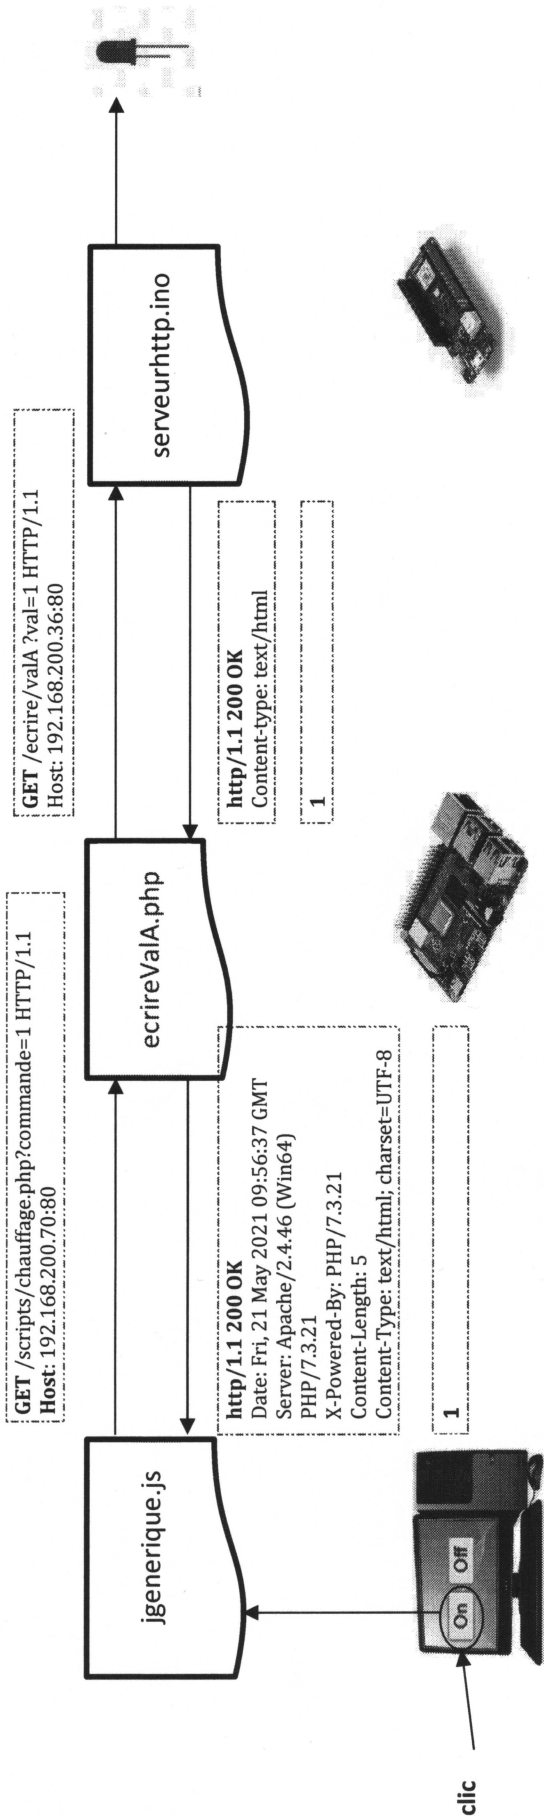 clic
On
Off
jgenerique.js
GET /scripts/chauffage.php?commande=1 HTTP/1.1
Host: 192.168.200.70:80
http/1.1 200 OK
Date: Fri, 21 May 2021 09:56:37 GMT
Server: Apache/2.4.46 (Win64)
PHP/7.3.21
X-Powered-By: PHP/7.3.21
Content-Length: 5
Content-Type: text/html; charset=UTF-8
1
ecrireValA.php
GET /ecrire/valA ?val=1 HTTP/1.1
Host: 192.168.200.36:80
http/1.1 200 OK
Content-type: text/html
1
serveurhttp.ino